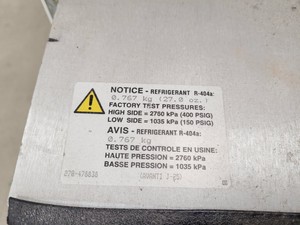 NOTICE - REFRIGERANT R-404a:
0.767 kg (27.0 oz.)
FACTORY TEST PRESSURES:
HIGH SIDE = 2760 kPa (400 PSIG)
LOW SIDE = 1035 kPa (150 PSIG)
AVIS - REFRIGERANT R-404a:
0.767 kg
TESTS DE CONTROLE EN USINE:
HAUTE PRESSION = 2760 kPa
BASSE PRESSION = 1035 kPa